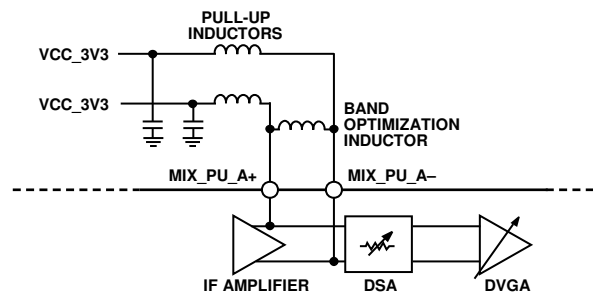 PULL-UP
INDUCTORS
VCC_3V3
VCC_3V3
BAND
OPTIMIZATION
INDUCTOR
MIX_PU_A+
MIX_PU_A–
IF AMPLIFIER
DSA
DVGA